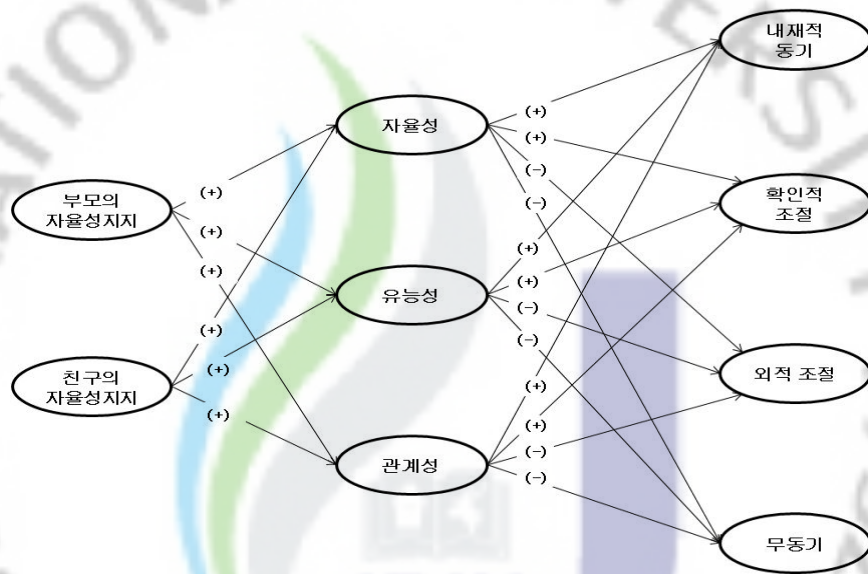 내재적
동기
자율성
(+)
(+)
(-)
(-)
부모의
자율성지지
(+)
(+)
(+)
확인적
조절
유능성
(+)
(+)
(-)
(-)
친구의
자율성지지
(+)
(+)
(+)
외적 조절
관계성
(+)
(+)
(-)
(-)
무동기